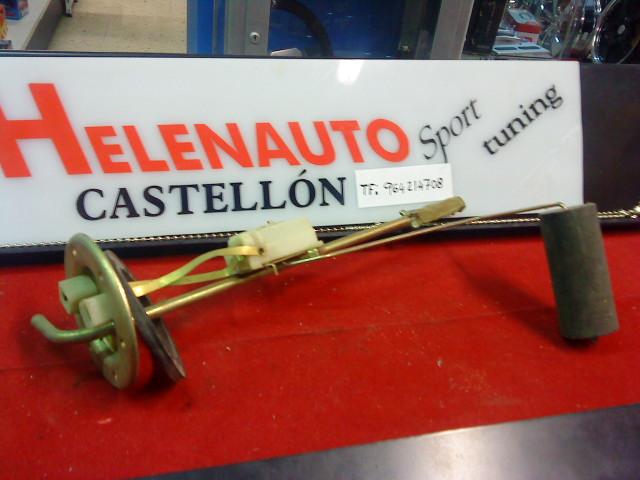 HELENAUTO Sport tuning
CASTELLÓN TF: 964214708